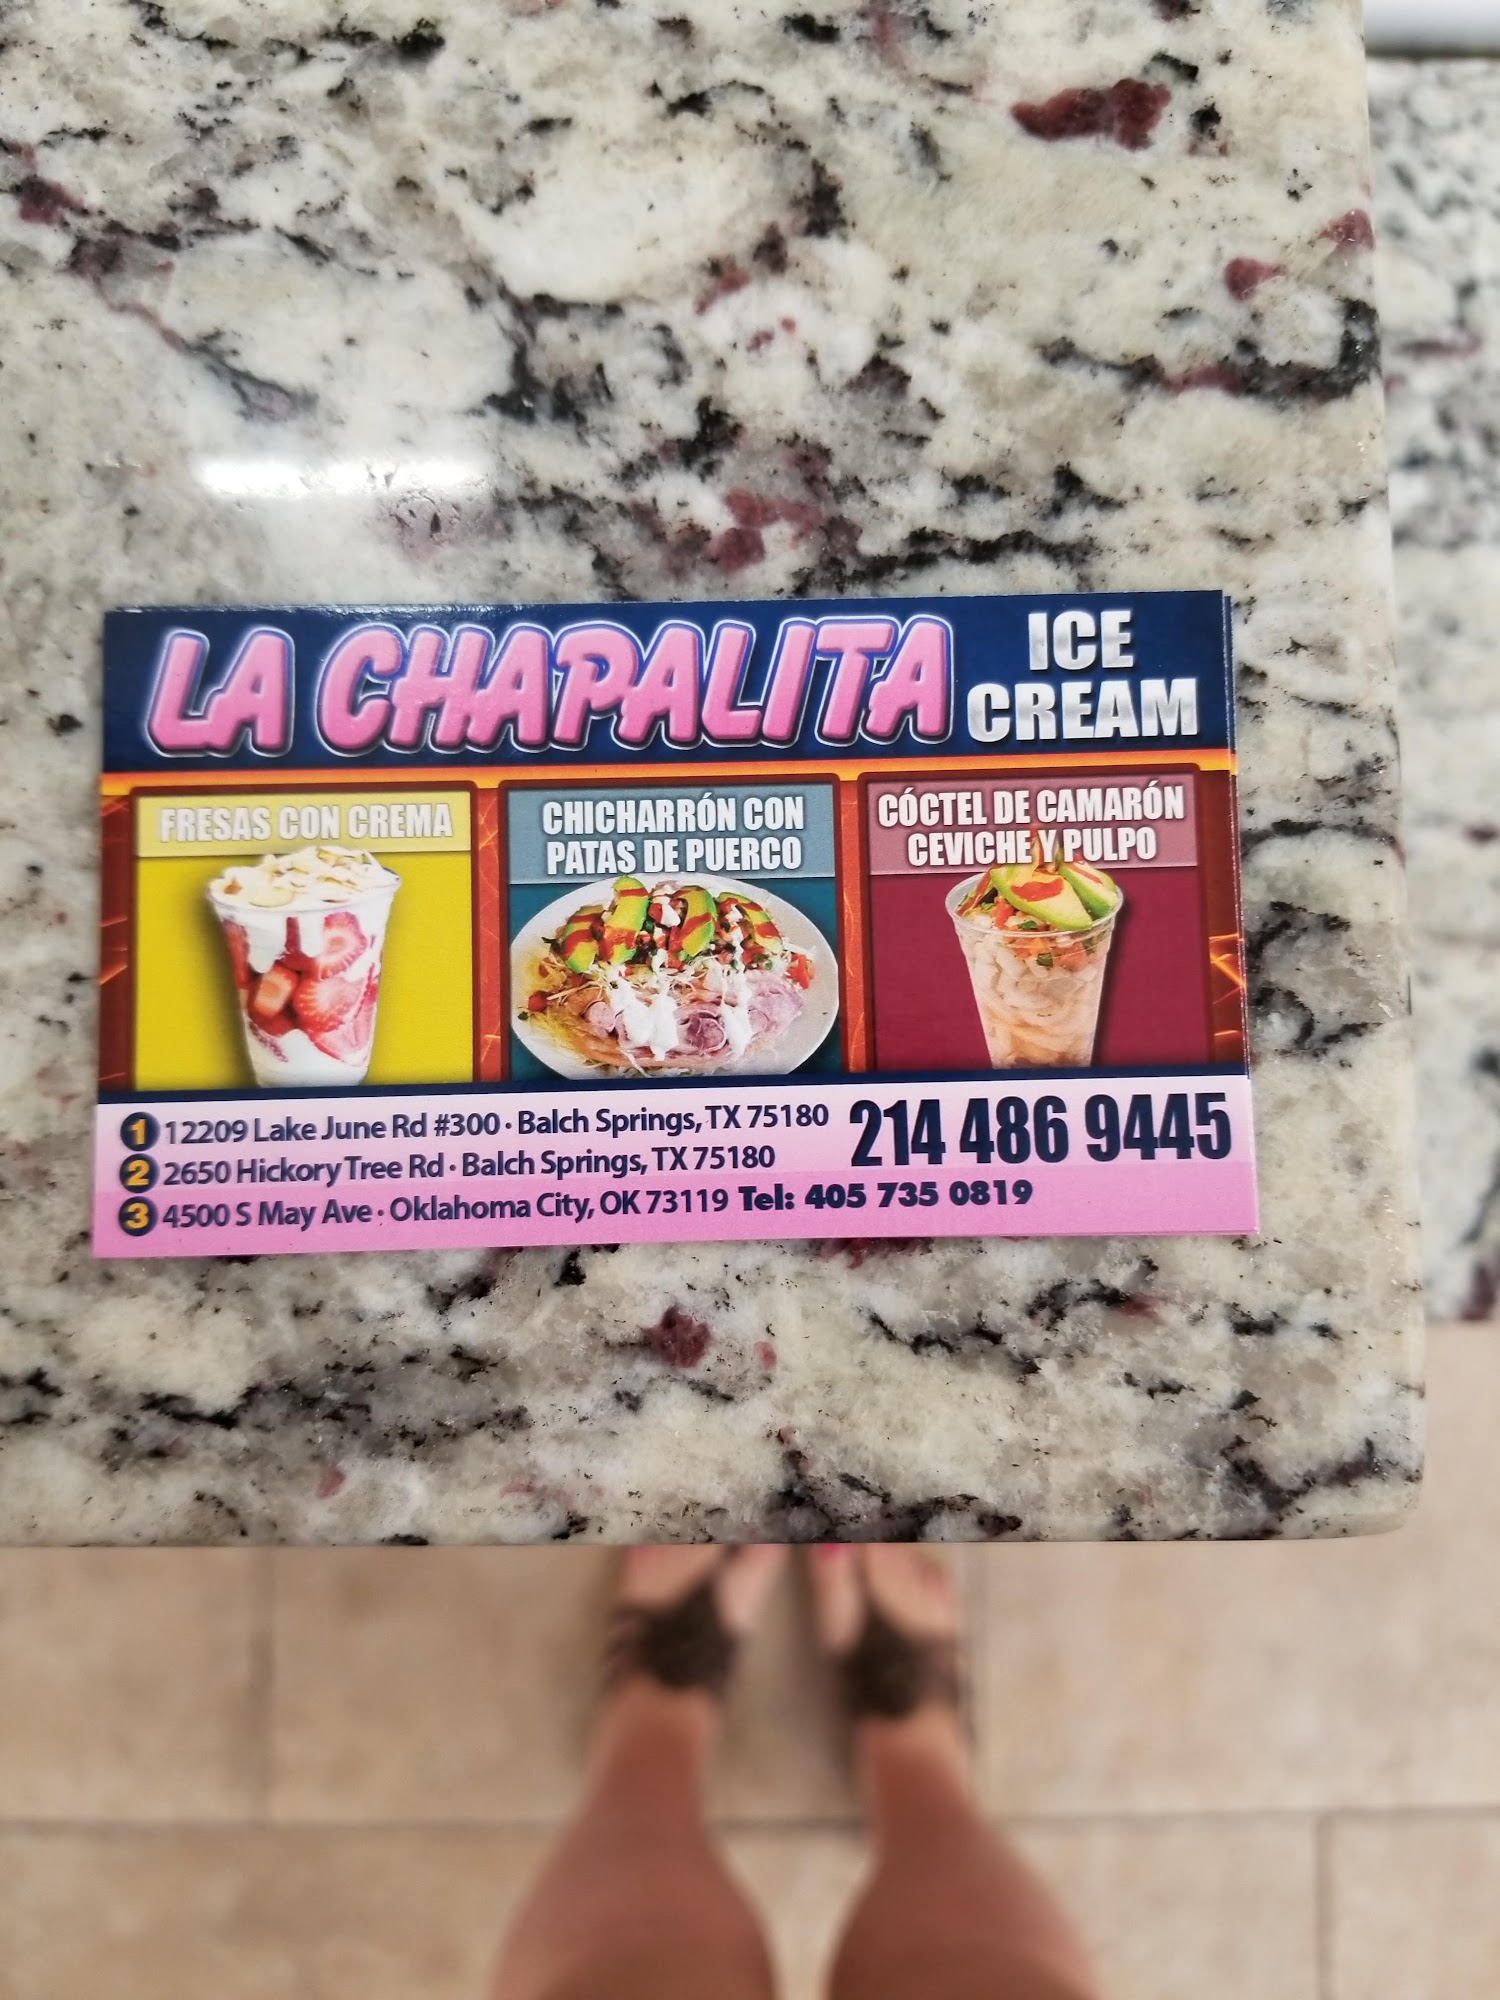 LA CHAPALITA ICE CREAM
FRESAS CON CREMA
CHICHARRÓN CON
PATAS DE PUERCO
CÓCTEL DE CAMARÓN
CEVICHE Y PULPO
1 12209 Lake June Rd #300 · Balch Springs, TX 75180
2 2650 Hickory Tree Rd · Balch Springs, TX 75180
214 486 9445
3 4500 S May Ave · Oklahoma City, OK 73119 Tel: 405 735 0819